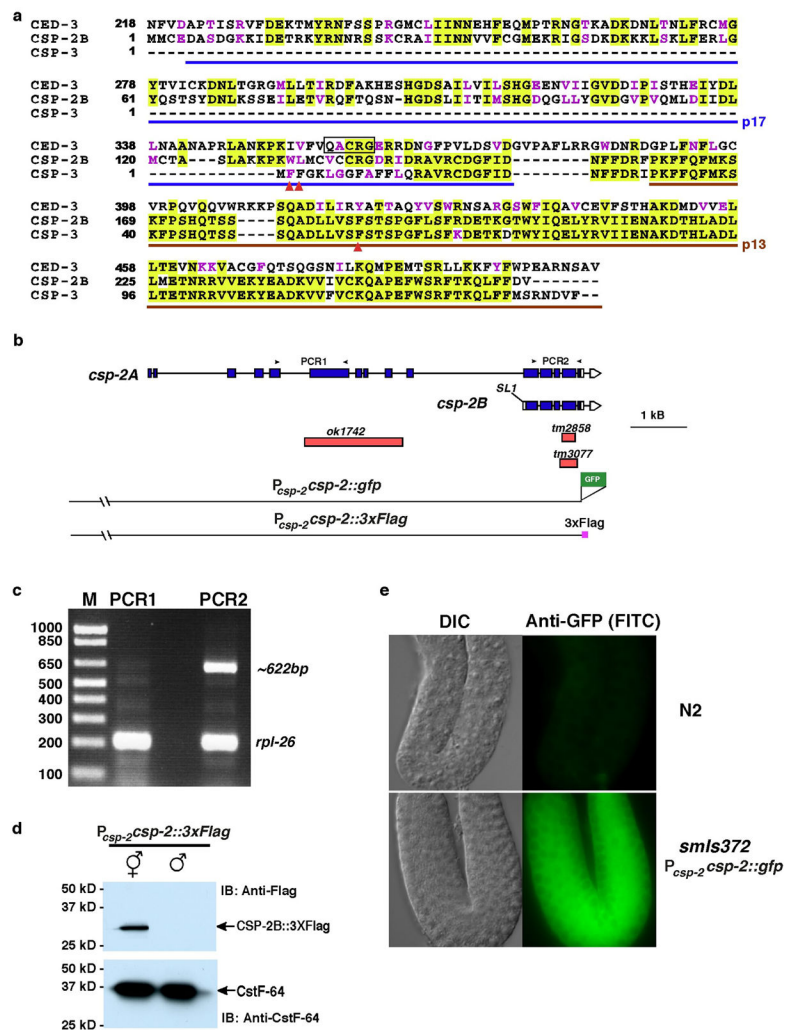 a
CED-3 218 NFVDAPTISRVFDEKTMYRNFSSPRGMCLIINNEHFEQMPTRNGTKADKDNLTNLFRCMG
CSP-2B 1 MMCEDASDGKKIDETRKYRNNRSSKCRAIIINNVVFCGMEKRIGSDKDKKKLSKLFERLG
CSP-3 1 ------------------------------------------------------------
CED-3 278 YTVICKDNLTGRGMLLTIRDFAKHESHGDSAILVILSHGEENVIIGVDDIPISTHEIYDL
CSP-2B 61 YQSTSYDNLKSSEILETVRQFTQSN-HGDSLIITIMSHGDQGLLYGVDGVPVQMLDIIDL
CSP-3 1 ------------------------------------------------------------
p17
CED-3 338 LNAANAPRLANKPKIVFVQACRGERRDNGFPVLDSVDGVPAFLRRGWDNRDGPLFNFLGC
CSP-2B 120 MCTA---SLAKKPKWLMCVCCRGDRIDRAVRCDGFID--------NFFDRFPKFFQFMKS
CSP-3 1 --------------MFFGKLGGFAFFLQRAVRCDGFID--------NFFDRIPKFFQFMKS
CED-3 398 VRPQVQQVWRKKPSQADILIRYATTAQYVSWRNSARGSWFIQAVCEVFSTHAKDMDVVEL
CSP-2B 169 KFPSHQTSS----SQADLLVSFSTSPGFLSFRDETKGTWYIQELYRVIIENAKDTHLADL
CSP-3 40 KFPSHQTSS----SQADLLVSFSTSPGFLSFKDETKDTWYIQELYRVIIENAKDTHLADL
p13
CED-3 458 LTEVNKKVACGFQTSQGSNILKQMPEMTSRLLKKFYFWPEARNSAV
CSP-2B 225 LMETNRRVVEKYEADKVVIVCKQAPEFWSRFTKQLFFDV-------
CSP-3 96 LTETNRRVVEKYEADKVVFVCKQAPEFWSRFTKQLFFMSRNDVF--
b
csp-2A PCR1 PCR2
csp-2B SL1
1 kB
ok1742 tm2858
tm3077
Pcsp-2csp-2::gfp GFP
Pcsp-2csp-2::3xFlag 3xFlag
c
M PCR1 PCR2
1000
850
650
500
400
300
200
100
~622bp
rpl-26
d
Pcsp-2csp-2::3xFlag
⚥ ♂
50 kD
37 kD
25 kD
IB: Anti-Flag
CSP-2B::3XFlag
50 kD
37 kD
25 kD
CstF-64
IB: Anti-CstF-64
e
DIC Anti-GFP (FITC)
N2
smIs372
Pcsp-2csp-2::gfp